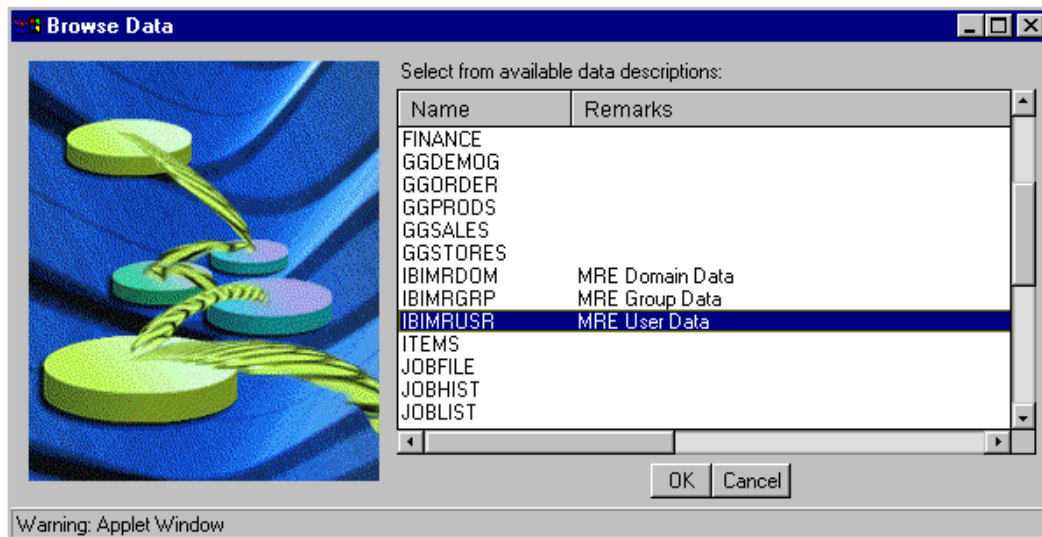 Browse Data
Select from available data descriptions:
Name Remarks
FINANCE
GGDEMOG
GGORDER
GGPRODS
GGSALES
GGSTORES
IBIMRDOM MRE Domain Data
IBIMRGRP MRE Group Data
IBIMRUSR MRE User Data
ITEMS
JOBFILE
JOBHIST
JOBLIST
OK Cancel
Warning: Applet Window